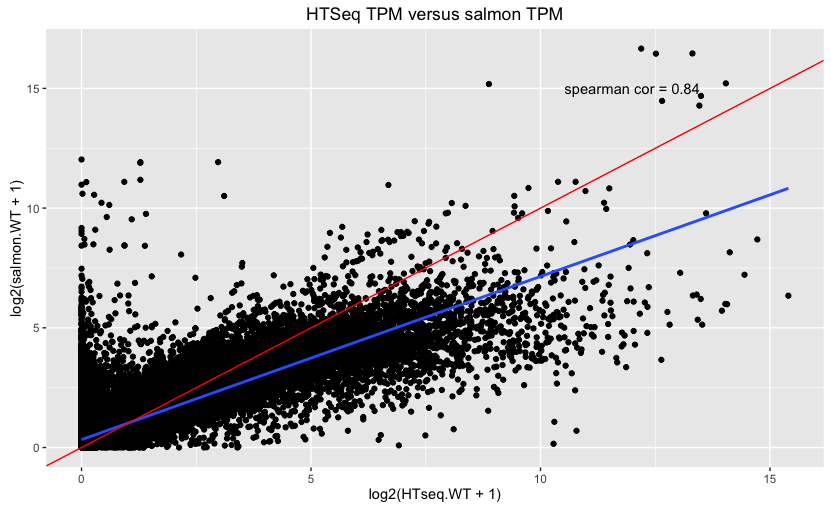 HTSeq TPM versus salmon TPM
spearman cor = 0.84
log2(salmon.WT + 1)
15
10
5
0
0
5
10
15
log2(HTseq.WT + 1)